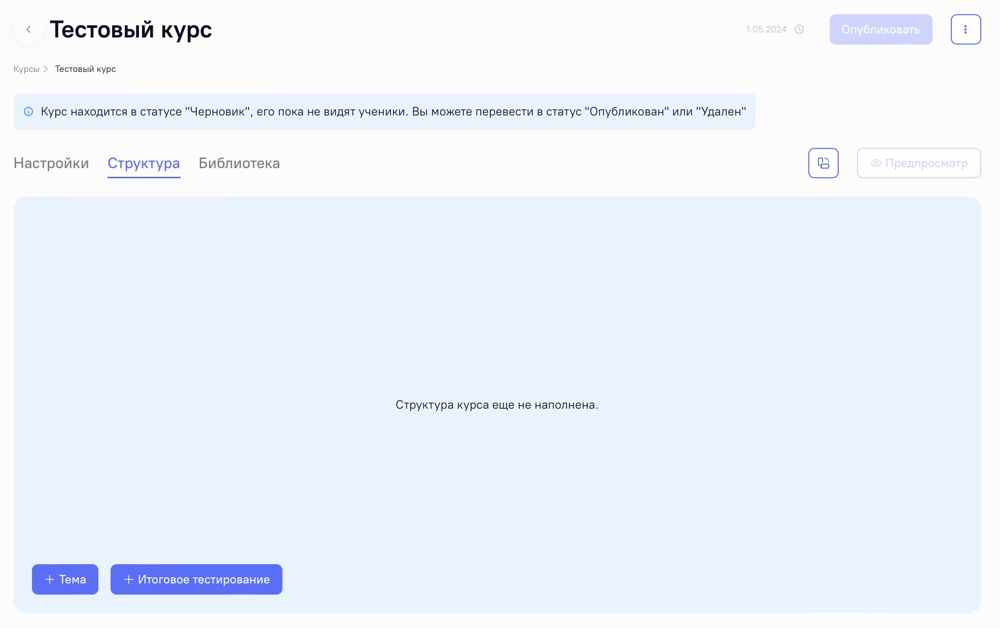 Тестовый курс
1.05.2024
Опубликовать
Курсы
Тестовый курс
Курс находится в статусе "Черновик", его пока не видят ученики. Вы можете перевести в статус "Опубликован" или "Удален"
Настройки
Структура
Библиотека
Предпросмотр
Структура курса еще не наполнена.
Тема
Итоговое тестирование